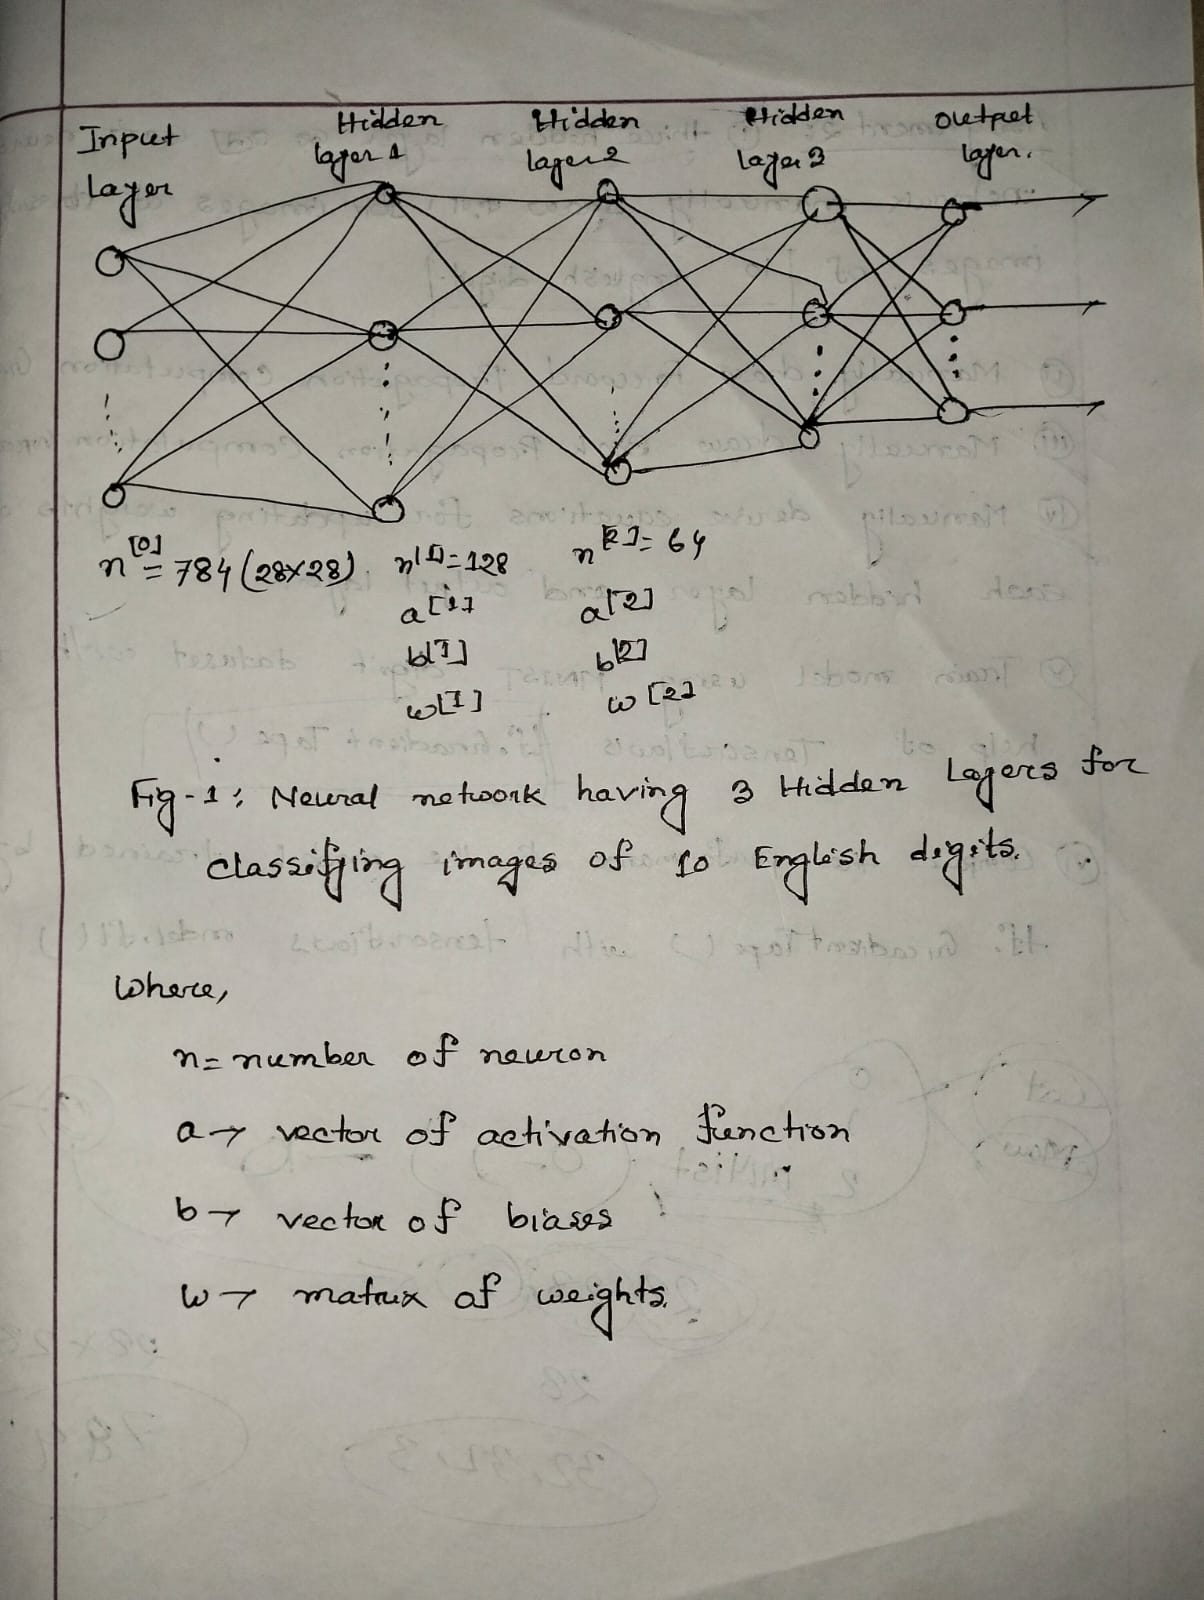 Input layer
Hidden layer 1
Hidden layer 2
Hidden layer 3
output layer.
n[0] = 784 (28×28)
n[1] = 128
n[2] = 64
a[1]
a[2]
b[1]
b[2]
w[1]
w[2]
Fig-1: Neural network having 3 Hidden Layers for
classifying images of 10 English digits.
Where,
n = number of neuron
a → vector of activation function
b → vector of biases
w → matrix of weights.